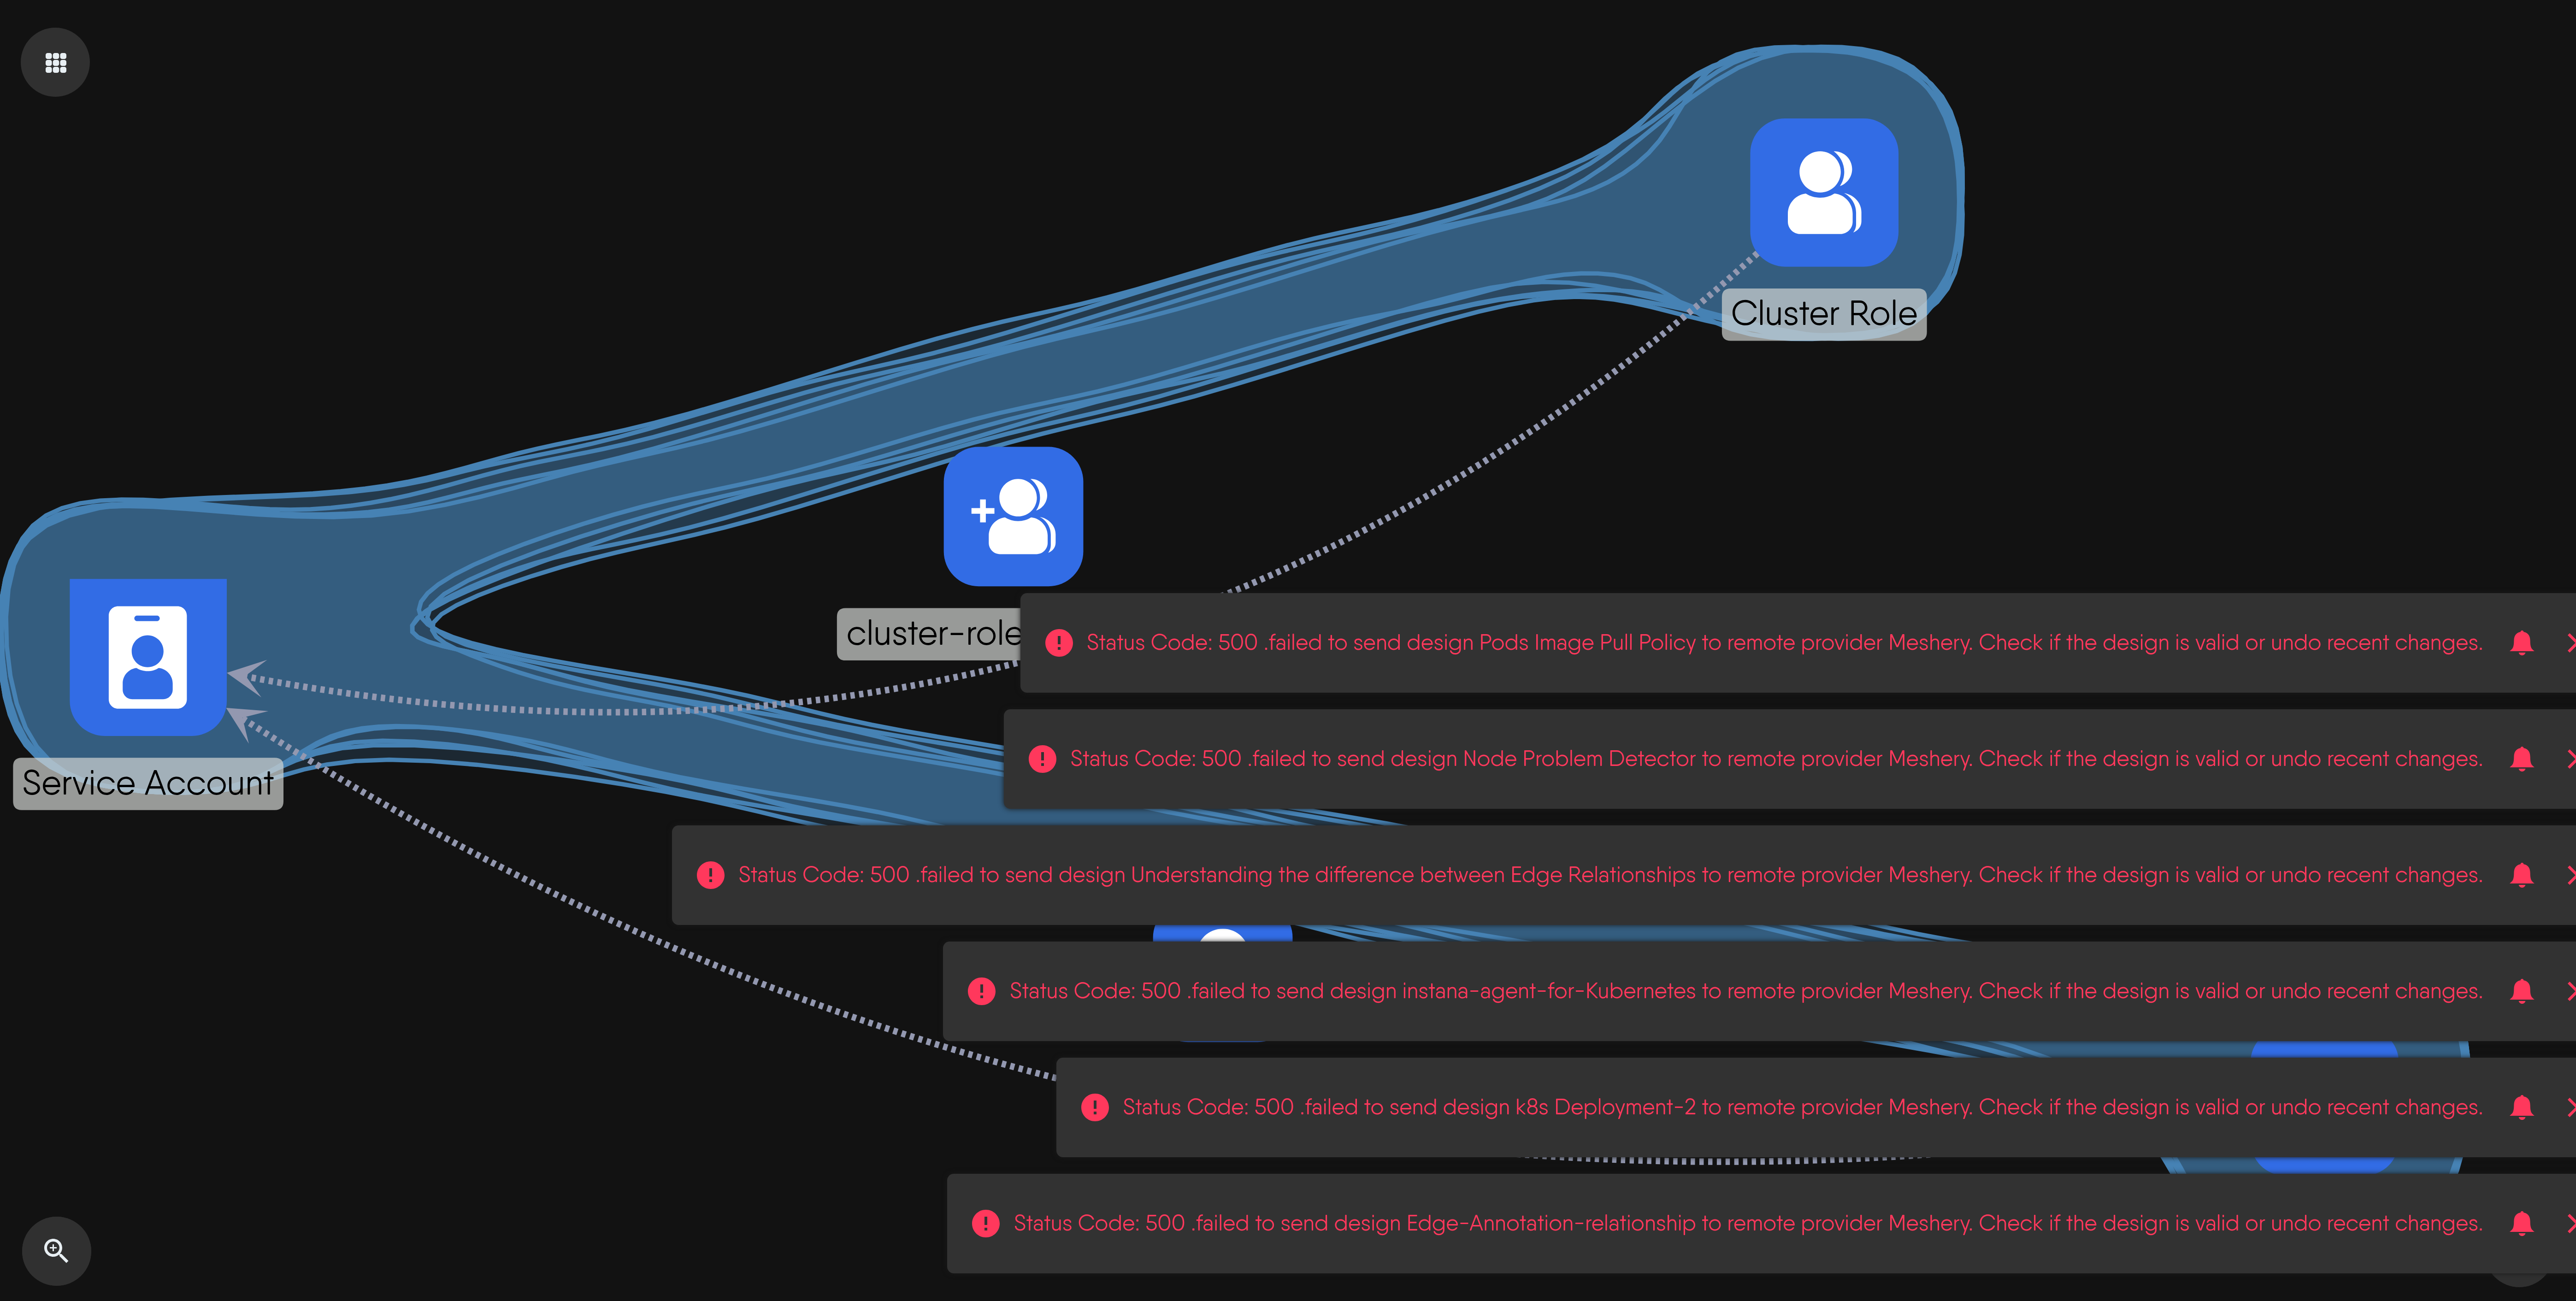 Cluster Role
cluster-role
Status Code: 500 .failed to send design Pods Image Pull Policy to remote provider Meshery. Check if the design is valid or undo recent changes.
Status Code: 500 .failed to send design Node Problem Detector to remote provider Meshery. Check if the design is valid or undo recent changes.
Service Account
Status Code: 500 .failed to send design Understanding the difference between Edge Relationships to remote provider Meshery. Check if the design is valid or undo recent changes.
Status Code: 500 .failed to send design instana-agent-for-Kubernetes to remote provider Meshery. Check if the design is valid or undo recent changes.
Status Code: 500 .failed to send design k8s Deployment-2 to remote provider Meshery. Check if the design is valid or undo recent changes.
Status Code: 500 .failed to send design Edge-Annotation-relationship to remote provider Meshery. Check if the design is valid or undo recent changes.